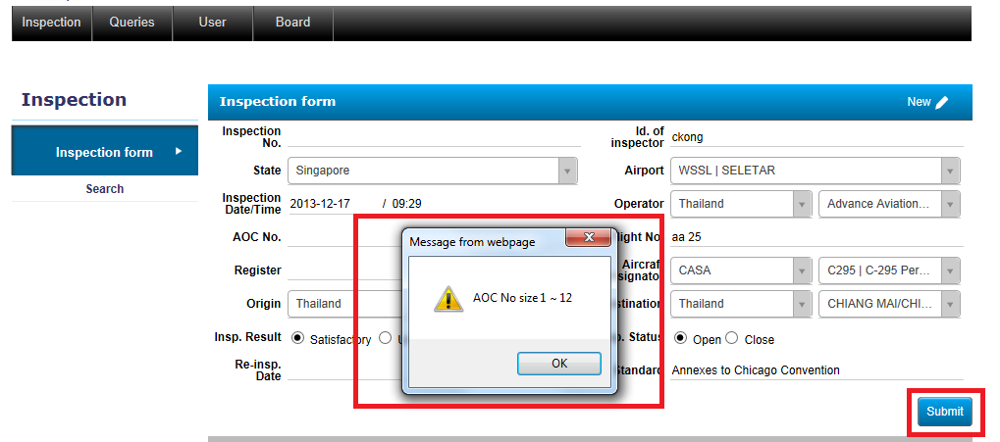 Inspection Queries User Board
Inspection
Inspection form
Search
Inspection form New
Inspection No. Id. of inspector ckong
State Singapore Airport WSSL | SELETAR
Inspection Date/Time 2013-12-17 / 09:29 Operator Thailand Advance Aviation...
AOC No. light No aa 25
Register Aircraf signato CASA C295 | C-295 Per...
Origin Thailand stination Thailand CHIANG MAI/CHI...
Insp. Result Satisfactory . Status Open Close
Re-insp. Date Standard Annexes to Chicago Convention
Message from webpage
AOC No size 1 ~ 12
OK
Submit